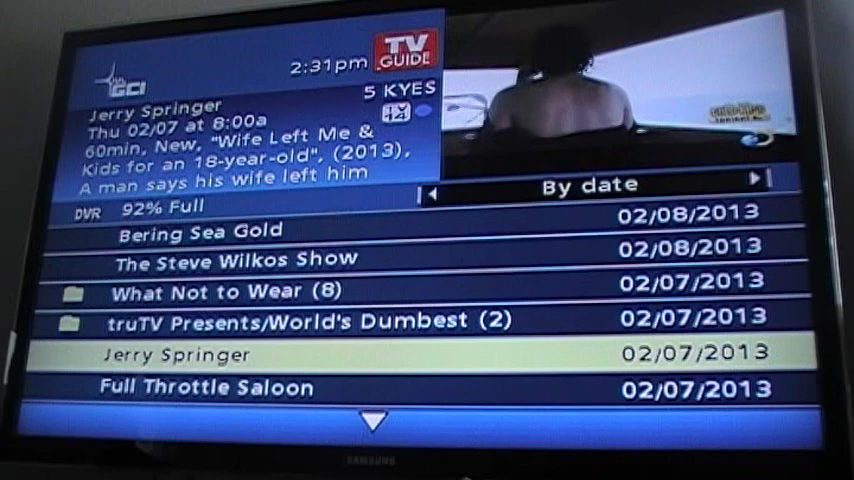 2:31pm
TV
GUIDE
GCI
5 KYES
Jerry Springer
TV
14
Thu 02/07 at 8:00a
60min, New, "Wife Left Me &
Kids for an 18-year-old", (2013),
A man says his wife left him
By date
DVR 92% Full
Bering Sea Gold 02/08/2013
The Steve Wilkos Show 02/08/2013
What Not to Wear (8) 02/07/2013
truTV Presents/World's Dumbest (2) 02/07/2013
Jerry Springer 02/07/2013
Full Throttle Saloon 02/07/2013
SAMSUNG